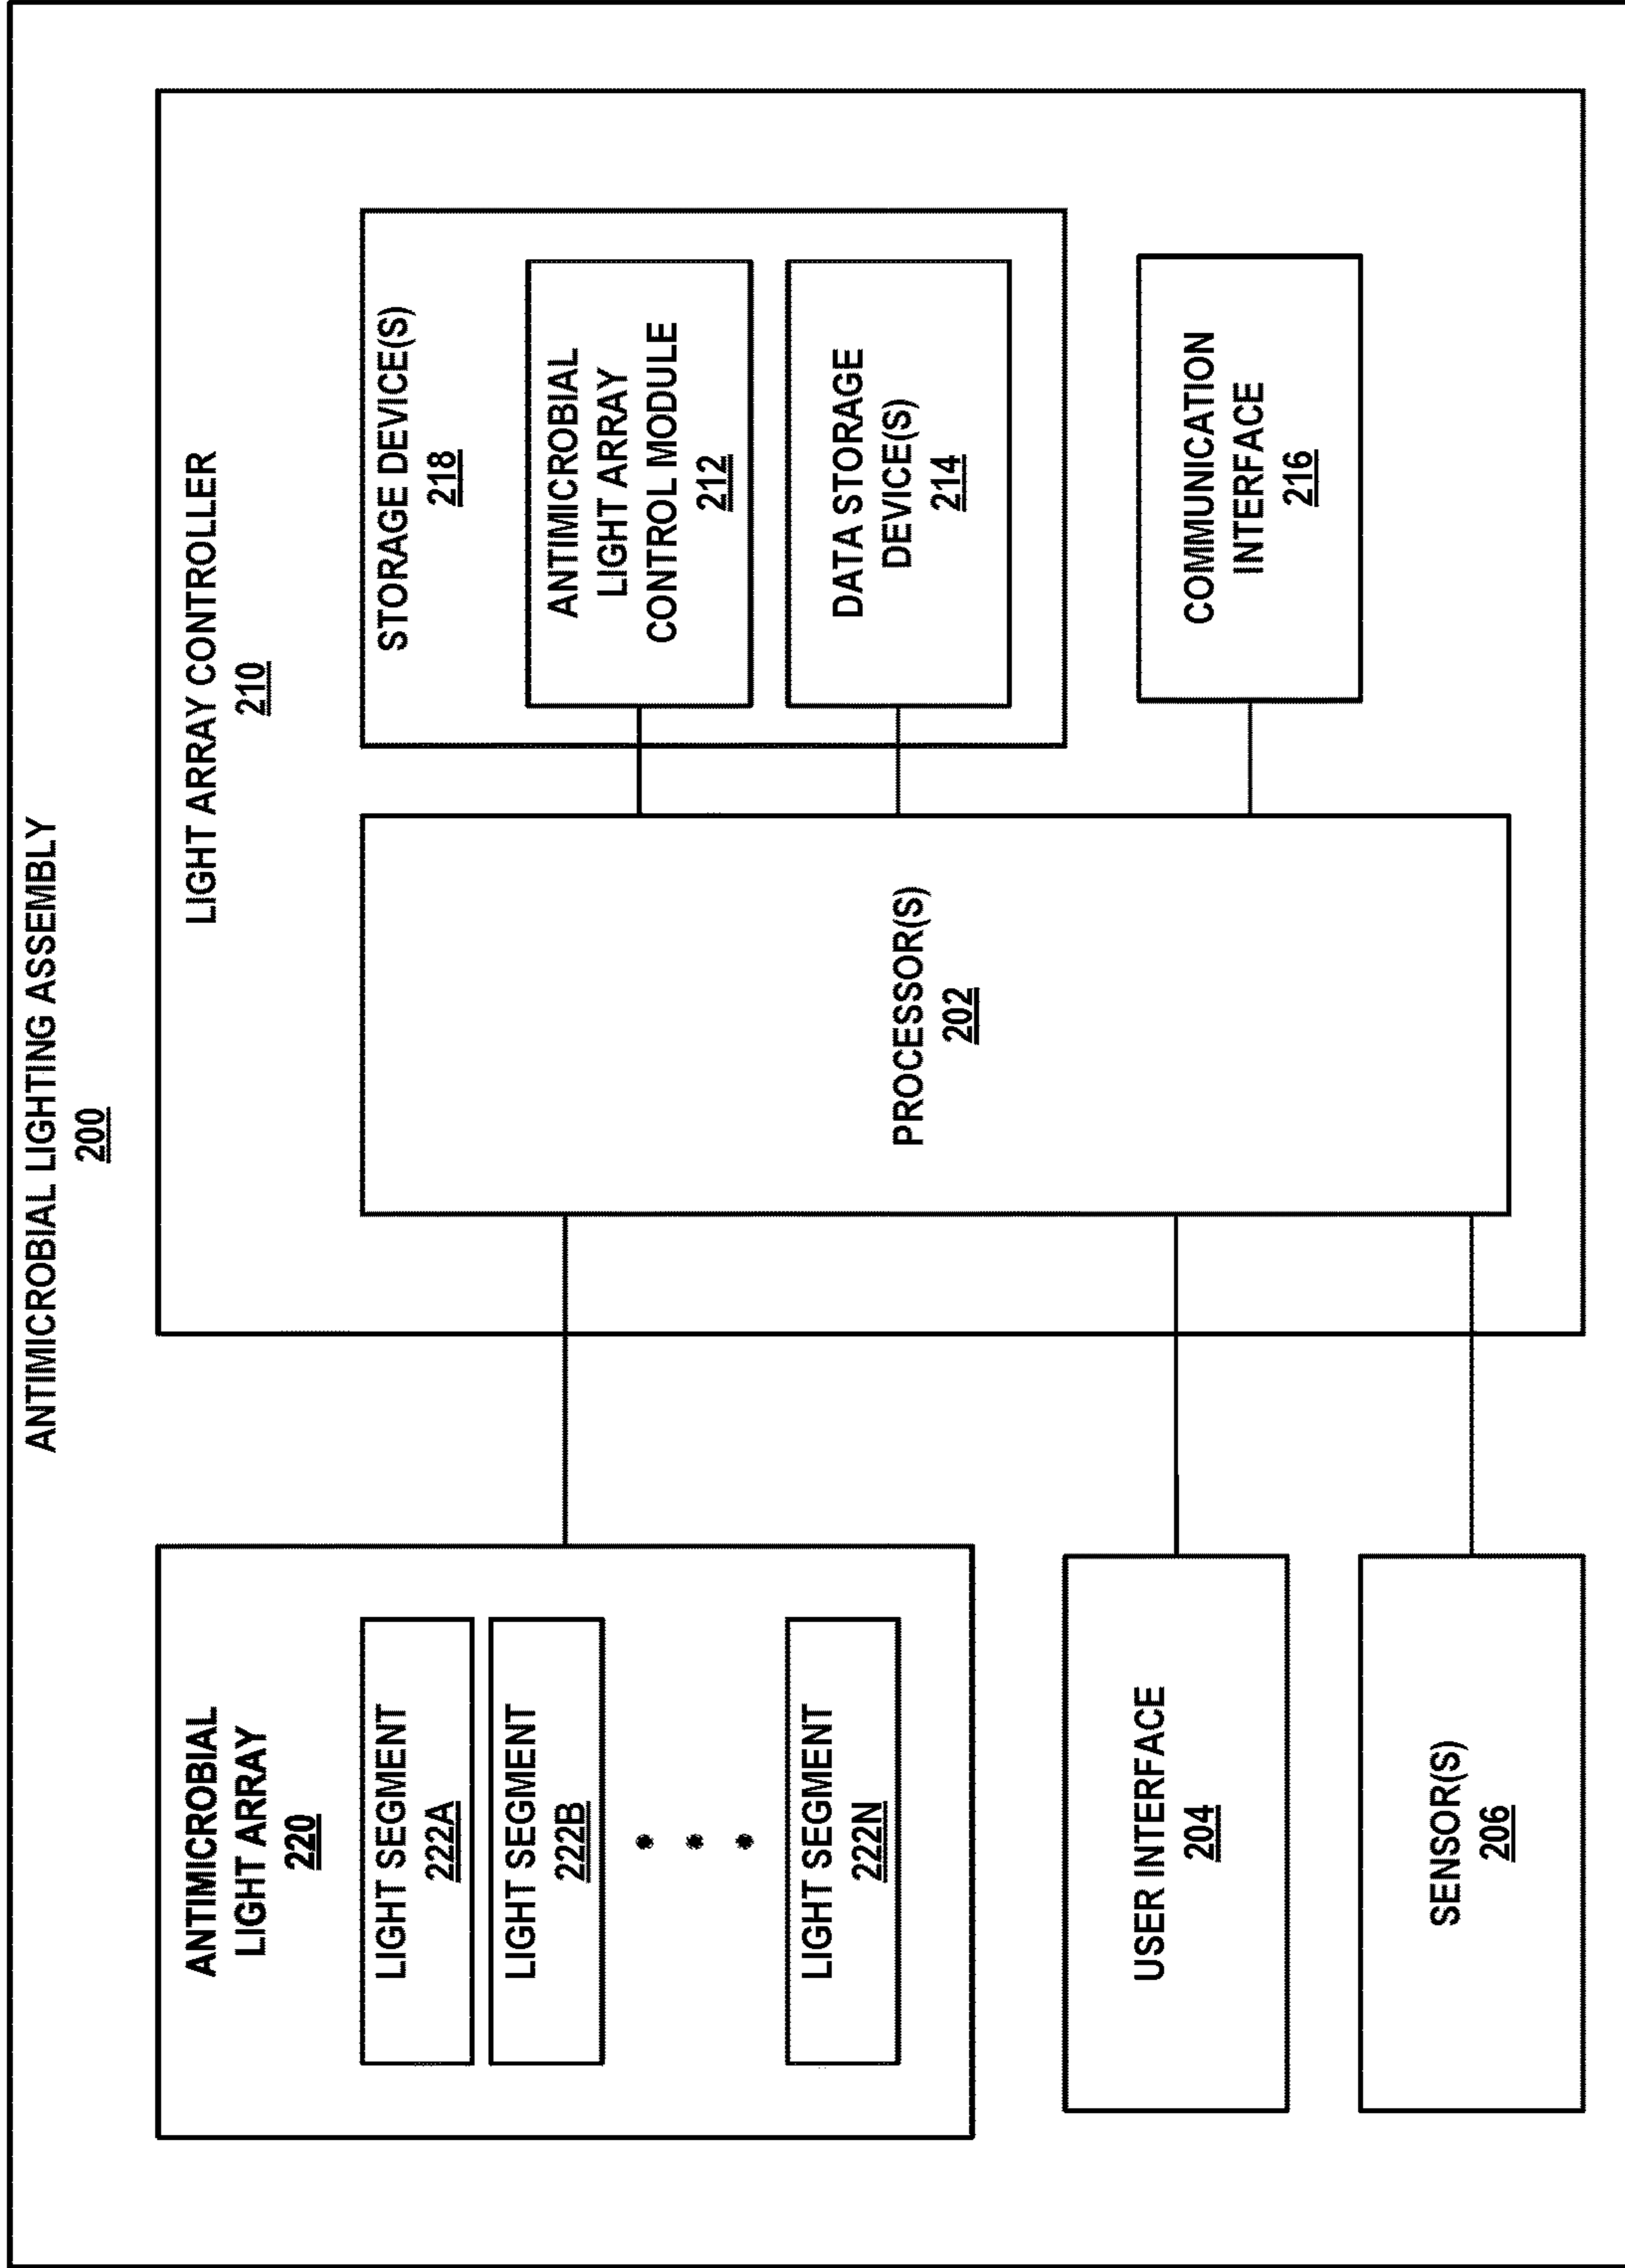 ANTIMICROBIAL LIGHTING ASSEMBLY
200
ANTIMICROBIAL
LIGHT ARRAY
220
LIGHT SEGMENT
222A
LIGHT SEGMENT
222B
LIGHT SEGMENT
222N
USER INTERFACE
204
SENSOR(S)
206
LIGHT ARRAY CONTROLLER
210
PROCESSOR(S)
202
STORAGE DEVICE(S)
218
ANTIMICROBIAL
LIGHT ARRAY
CONTROL MODULE
212
DATA STORAGE
DEVICE(S)
214
COMMUNICATION
INTERFACE
216